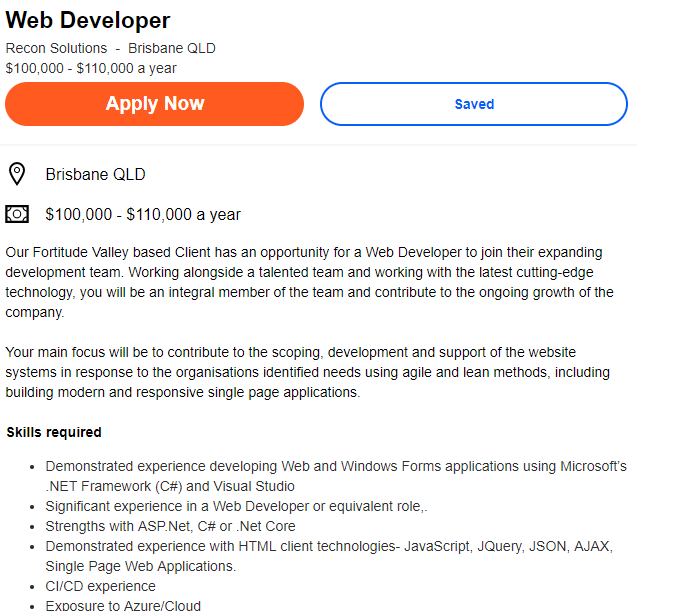 Web Developer
Recon Solutions - Brisbane QLD
$100,000 - $110,000 a year
Apply Now
Saved
Brisbane QLD
$100,000 - $110,000 a year
Our Fortitude Valley based Client has an opportunity for a Web Developer to join their expanding
development team. Working alongside a talented team and working with the latest cutting-edge
technology, you will be an integral member of the team and contribute to the ongoing growth of the
company.
Your main focus will be to contribute to the scoping, development and support of the website
systems in response to the organisations identified needs using agile and lean methods, including
building modern and responsive single page applications.
Skills required
• Demonstrated experience developing Web and Windows Forms applications using Microsoft's
.NET Framework (C#) and Visual Studio
• Significant experience in a Web Developer or equivalent role,.
• Strengths with ASP.Net, C# or .Net Core
• Demonstrated experience with HTML client technologies- JavaScript, JQuery, JSON, AJAX,
Single Page Web Applications.
• CI/CD experience
• Exposure to Azure/Cloud